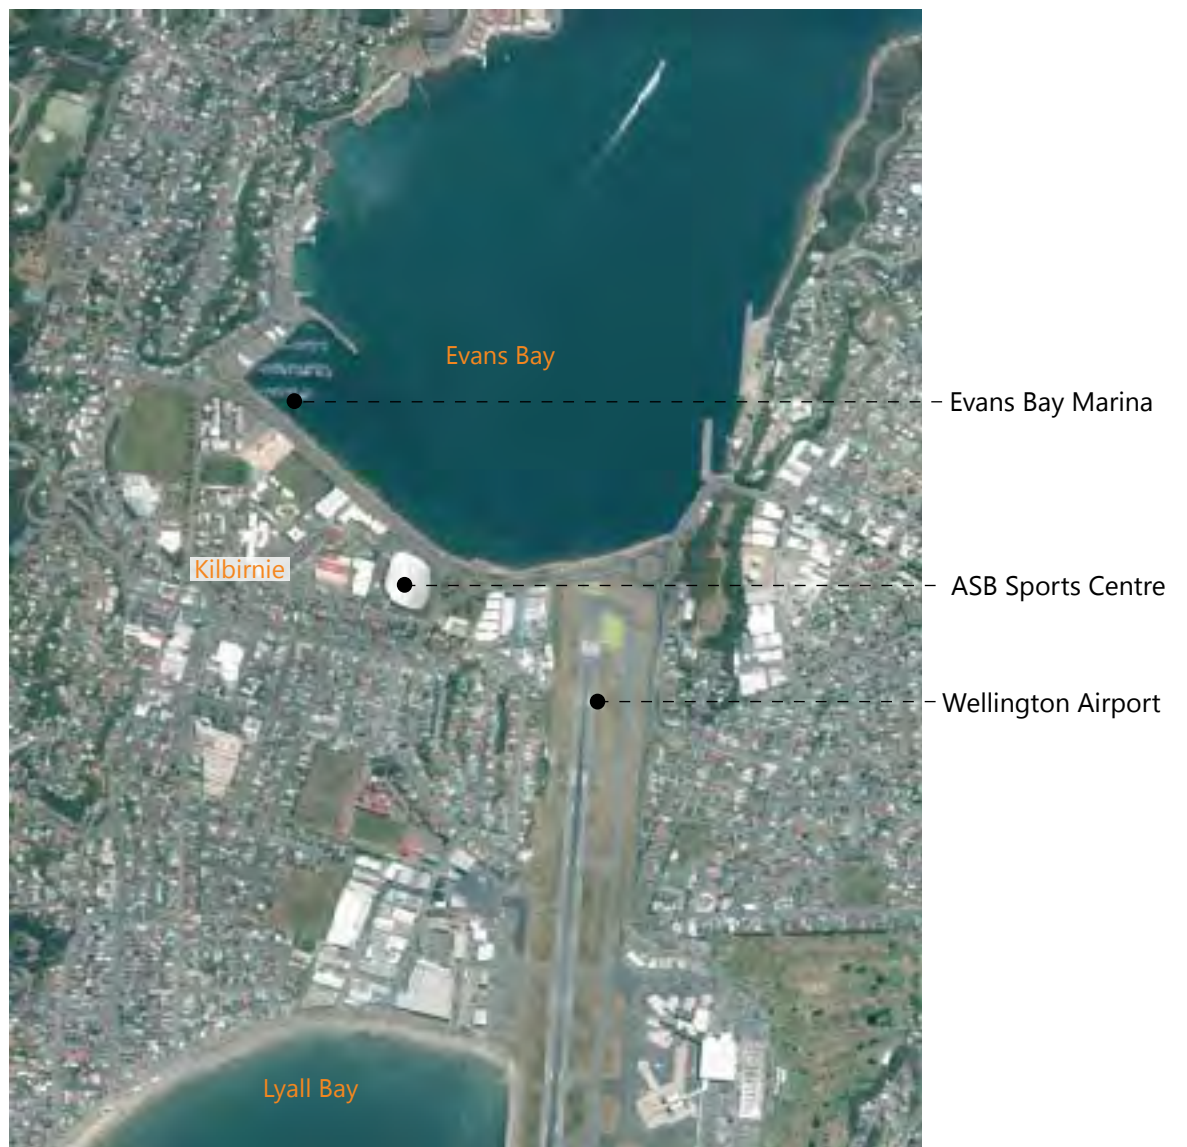 Evans Bay
Evans Bay Marina
Kilbirnie
ASB Sports Centre
Wellington Airport
Lyall Bay